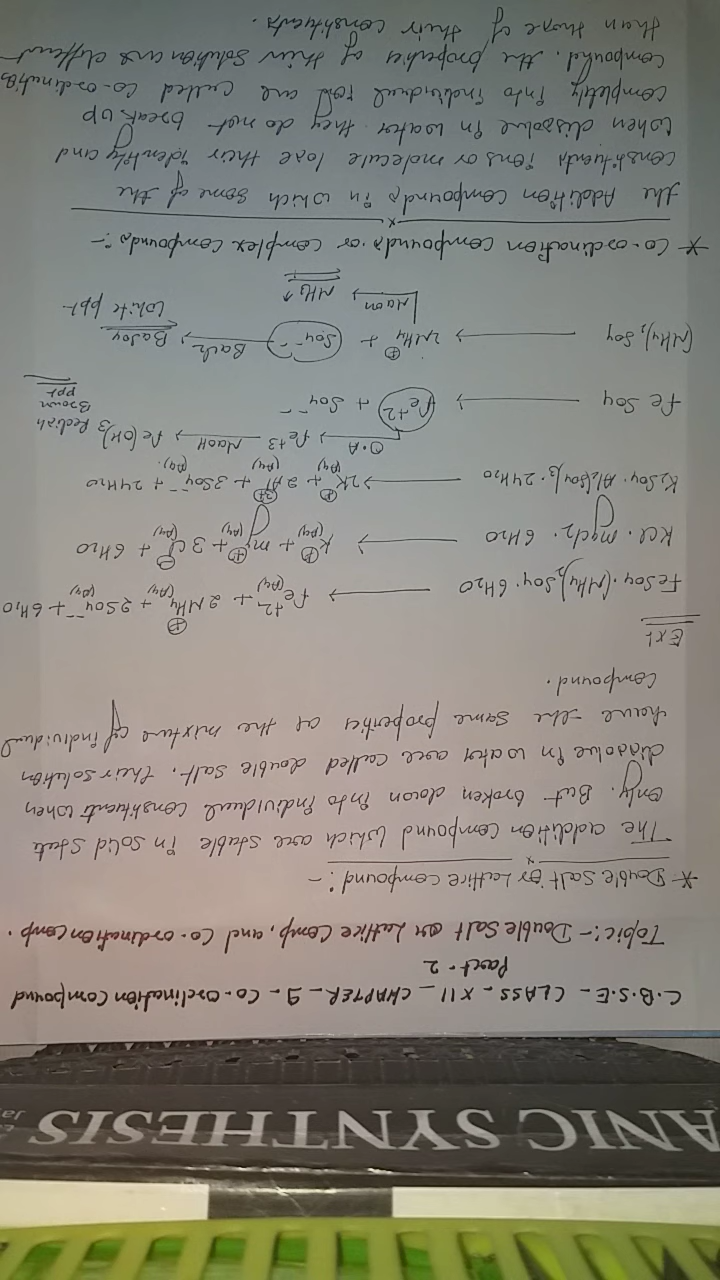 ANIC SYNTHESIS
C.B.S.E - CLASS - XII - CHAPTER - 9 - Co-ordination Compound
Part-2
Topic:- Double Salt or Lattice Comp, and Co-ordination Comp.
* Double Salt or Lattice Compound:-
The addition Compound which are stable in solid state
only. But broken down into individual constituents when
dissolve in water are called double salt. their solution
have the same properties as the mixture of individual
Compound.
Ex:-
FeSO4·(NH4)2SO4·6H2O ⟶ Fe+2(aq) + 2NH4⊕(aq) + 2SO4--(aq) + 6H2O
KCl·MgCl2·6H2O ⟶ K⊕(aq) + Mg⊕⊕(aq) + 3Cl⊖(aq) + 6H2O
K2SO4·Al2(SO4)3·24H2O ⟶ 2K⊕(aq) + 2Al3+(aq) + 3SO4--(aq) + 24H2O
O·A → Fe+3 NaOH → Fe(OH)3 Redish
Brown
ppt
FeSO4 ⟶ Fe+2 + SO4--
(NH4)2SO4 ⟶ 2NH4⊕ + SO4-- BaCl2 → BaSO4
White ppt
NaOH → NH3↑
* Co-ordination compounds or complex compounds:-
the Addition compounds in which some of the
constituents ions or molecule lose their identity and
when dissolve in water they do not break up
completely into individual ion are called Co-ordination
compound. the properties of their solution are different
than those of their constituents.